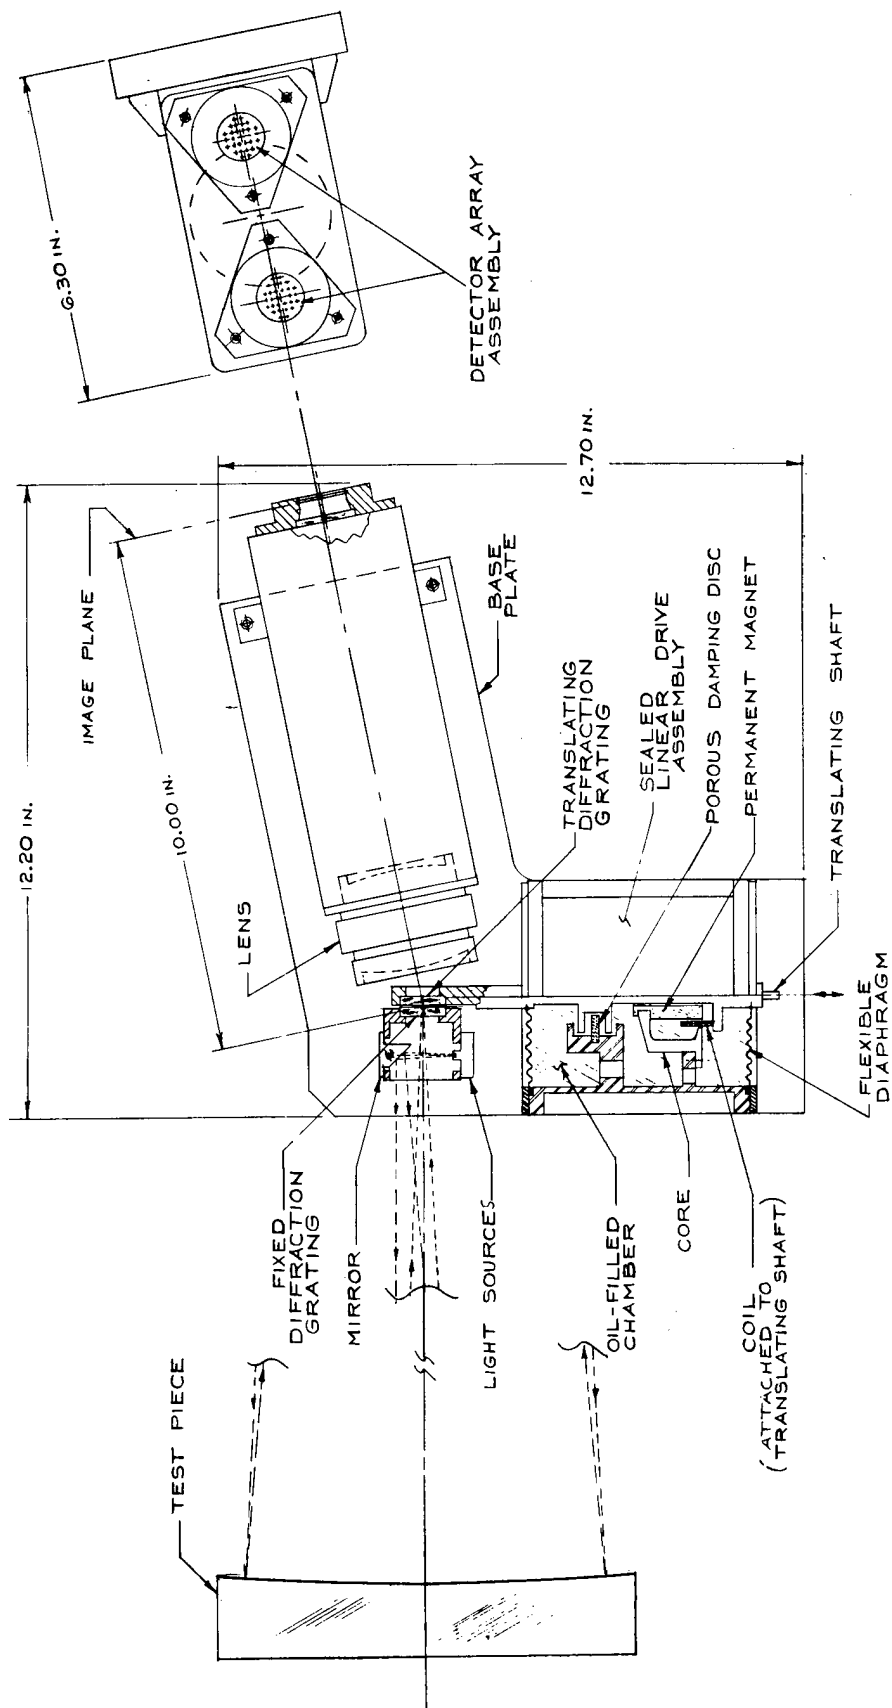 6.30 IN.
DETECTOR ARRAY
ASSEMBLY
12.20 IN.
IMAGE PLANE
10.00 IN.
12.70 IN.
BASE
PLATE
LENS
TRANSLATING
DIFFRACTION
GRATING
SEALED
LINEAR DRIVE
ASSEMBLY
POROUS DAMPING DISC
PERMANENT MAGNET
TRANSLATING SHAFT
FIXED
DIFFRACTION
GRATING
MIRROR
LIGHT SOURCES
OIL-FILLED
CHAMBER
CORE
COIL
(ATTACHED TO
TRANSLATING SHAFT)
FLEXIBLE
DIAPHRAGM
TEST PIECE